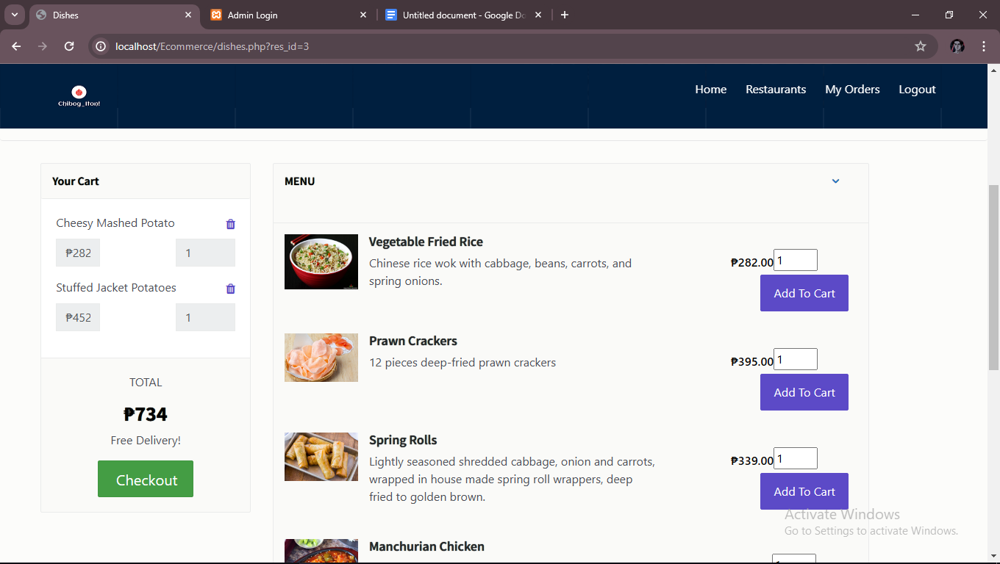 Dishes
Admin Login
Untitled document - Google Do
localhost/Ecommerce/dishes.php?res_id=3
Chibog_Iton!
Home
Restaurants
My Orders
Logout
Your Cart
Cheesy Mashed Potato
₱282
1
Stuffed Jacket Potatoes
₱452
1
TOTAL
₱734
Free Delivery!
Checkout
MENU
Vegetable Fried Rice
Chinese rice wok with cabbage, beans, carrots, and
spring onions.
₱282.00
1
Add To Cart
Prawn Crackers
12 pieces deep-fried prawn crackers
₱395.00
1
Add To Cart
Spring Rolls
Lightly seasoned shredded cabbage, onion and carrots,
wrapped in house made spring roll wrappers, deep
fried to golden brown.
₱339.00
1
Add To Cart
Manchurian Chicken
Activate Windows
Go to Settings to activate Windows.